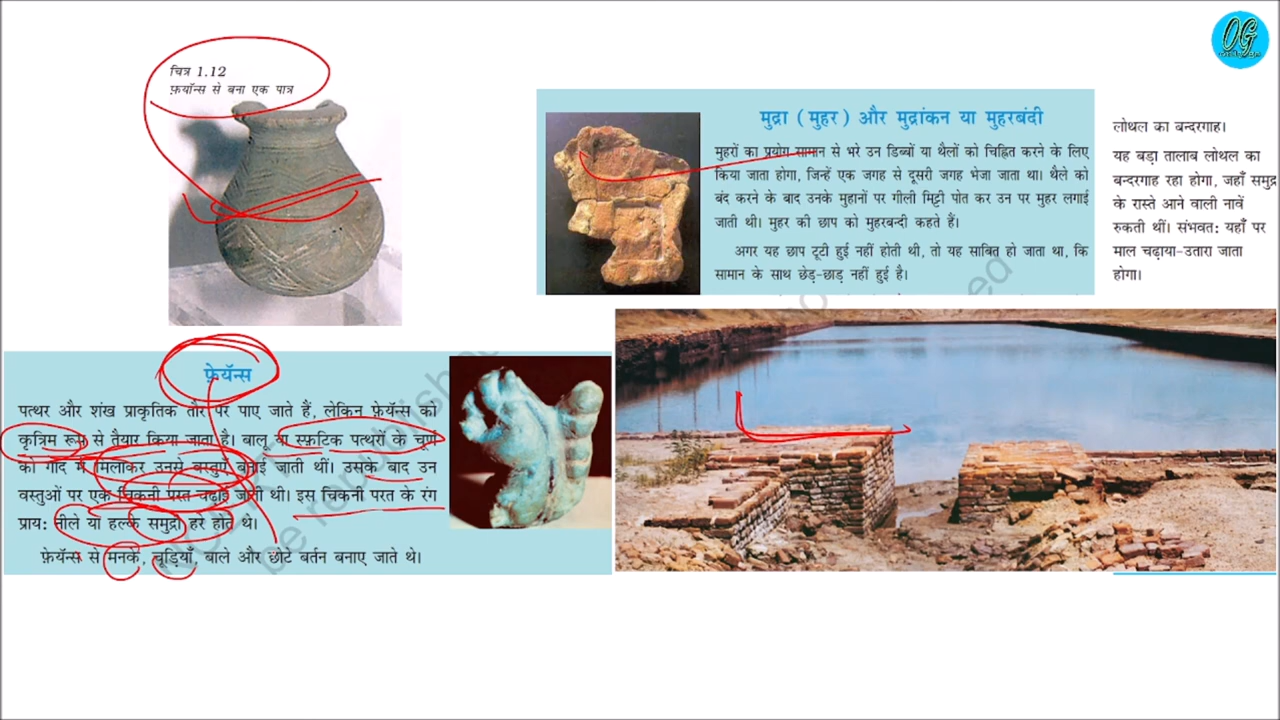 चित्र 1.12
फ़यॉन्स से बना एक पात्र
OG
मुद्रा ( मुहर ) और मुद्रांकन या मुहरबंदी
मुहरों का प्रयोग सामान से भरे उन डिब्बों या थैलों को चिह्नित करने के लिए
किया जाता होगा, जिन्हें एक जगह से दूसरी जगह भेजा जाता था। थैले को
बंद करने के बाद उनके मुहानों पर गीली मिट्टी पोत कर उन पर मुहर लगाई
जाती थी। मुहर की छाप को मुहरबन्दी कहते हैं।
अगर यह छाप टूटी हुई नहीं होती थी, तो यह साबित हो जाता था, कि
सामान के साथ छेड़-छाड़ नहीं हुई है।
लोथल का बन्दरगाह।
यह बड़ा तालाब लोथल का
बन्दरगाह रहा होगा, जहाँ समुद्र
के रास्ते आने वाली नावें
रुकती थीं। संभवत: यहाँ पर
माल चढ़ाया-उतारा जाता
होगा।
फ़ेयॅन्स
पत्थर और शंख प्राकृतिक तौर पर पाए जाते हैं, लेकिन फ़ेयॅन्स को
कृत्रिम रूप से तैयार किया जाता है। बालू या स्फ़टिक पत्थरों के चूर्ण
को गोंद में मिलाकर उनसे वस्तुएँ बनाई जाती थीं। उसके बाद उन
वस्तुओं पर एक चिकनी परत चढ़ाई जाती थी। इस चिकनी परत के रंग
प्राय: नीले या हल्के समुद्री हरे होते थे।
फ़ेयॅन्स से मनके, चूड़ियाँ, बाले और छोटे बर्तन बनाए जाते थे।
be republished